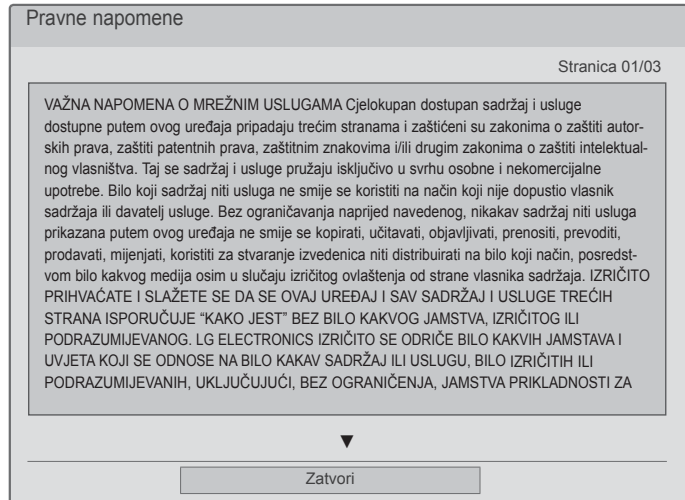 Pravne napomene
Stranica 01/03
VAŽNA NAPOMENA O MREŽNIM USLUGAMA Cjelokupan dostupan sadržaj i usluge
dostupne putem ovog uređaja pripadaju trećim stranama i zaštićeni su zakonima o zaštiti autor-
skih prava, zaštiti patentnih prava, zaštitnim znakovima i/ili drugim zakonima o zaštiti intelektual-
nog vlasništva. Taj se sadržaj i usluge pružaju isključivo u svrhu osobne i nekomercijalne
upotrebe. Bilo koji sadržaj niti usluga ne smije se koristiti na način koji nije dopustio vlasnik
sadržaja ili davatelj usluge. Bez ograničavanja naprijed navedenog, nikakav sadržaj niti usluga
prikazana putem ovog uređaja ne smije se kopirati, učitavati, objavljivati, prenositi, prevoditi,
prodavati, mijenjati, koristiti za stvaranje izvedenica niti distribuirati na bilo koji način, posredst-
vom bilo kakvog medija osim u slučaju izričitog ovlaštenja od strane vlasnika sadržaja. IZRIČITO
PRIHVAĆATE I SLAŽETE SE DA SE OVAJ UREĐAJ I SAV SADRŽAJ I USLUGE TREĆIH
STRANA ISPORUČUJE “KAKO JEST” BEZ BILO KAKVOG JAMSTVA, IZRIČITOG ILI
PODRAZUMIJEVANOG. LG ELECTRONICS IZRIČITO SE ODRIČE BILO KAKVIH JAMSTAVA I
UVJETA KOJI SE ODNOSE NA BILO KAKAV SADRŽAJ ILI USLUGU, BILO IZRIČITIH ILI
PODRAZUMIJEVANIH, UKLJUČUJUĆI, BEZ OGRANIČENJA, JAMSTVA PRIKLADNOSTI ZA
▼
Zatvori